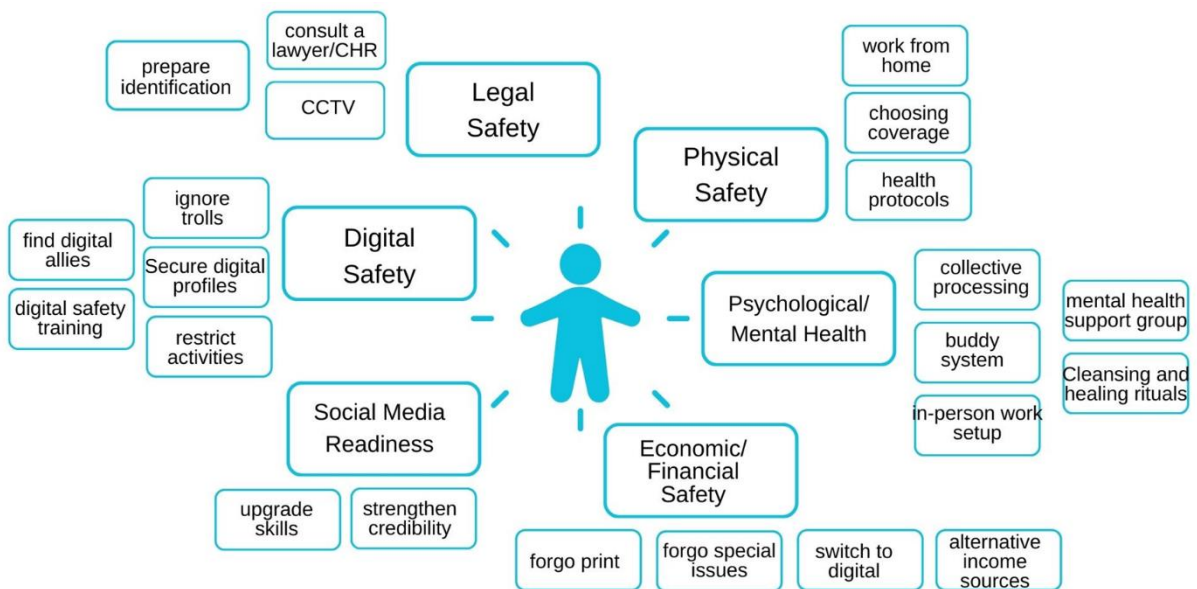 prepare
identification
consult a
lawyer/CHR
CCTV
Legal
Safety
Physical
Safety
work from
home
choosing
coverage
health
protocols
find digital
allies
digital safety
training
ignore
trolls
Secure digital
profiles
restrict
activities
Digital
Safety
Psychological/
Mental Health
collective
processing
buddy
system
in-person work
setup
mental health
support group
Cleansing and
healing rituals
Social Media
Readiness
upgrade
skills
strengthen
credibility
Economic/
Financial
Safety
forgo print
forgo special
issues
switch to
digital
alternative
income
sources